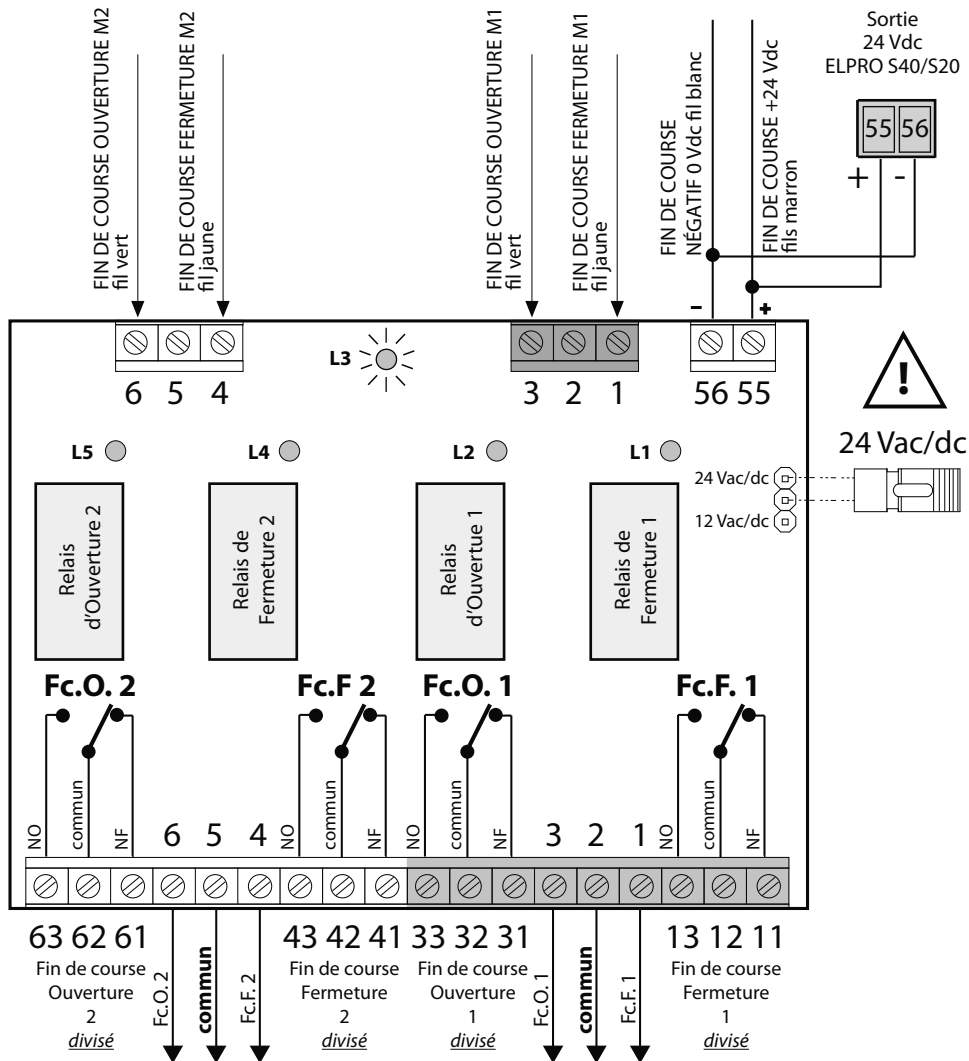 FIN DE COURSE OUVERTURE M2
fil vert
FIN DE COURSE FERMETURE M2
fil jaune
FIN DE COURSE OUVERTURE M1
fil vert
FIN DE COURSE FERMETURE M1
fil jaune
FIN DE COURSE
NÉGATIF 0 Vdc fil blanc
FIN DE COURSE +24 Vdc
fils marron
Sortie
24 Vdc
ELPRO S40/S20
55 56
+ -
- +
6 5 4
L3
3 2 1
56 55
!
24 Vac/dc
L5
L4
L2
L1
24 Vac/dc
12 Vac/dc
Relais
d'Ouverture 2
Relais de
Fermeture 2
Relais
d'Ouvertue 1
Relais de
Fermeture 1
Fc.O. 2
Fc.F 2
Fc.O. 1
Fc.F. 1
NO
commun
NF
6 5 4
NO
commun
NF
NO
commun
NF
3 2 1
NO
commun
NF
63 62 61
Fin de course
Ouverture
2
divisé
Fc.O. 2
commun
Fc.F. 2
43 42 41
Fin de course
Fermeture
2
divisé
33 32 31
Fin de course
Ouverture
1
divisé
Fc.O. 1
commun
Fc.F. 1
13 12 11
Fin de course
Fermeture
1
divisé